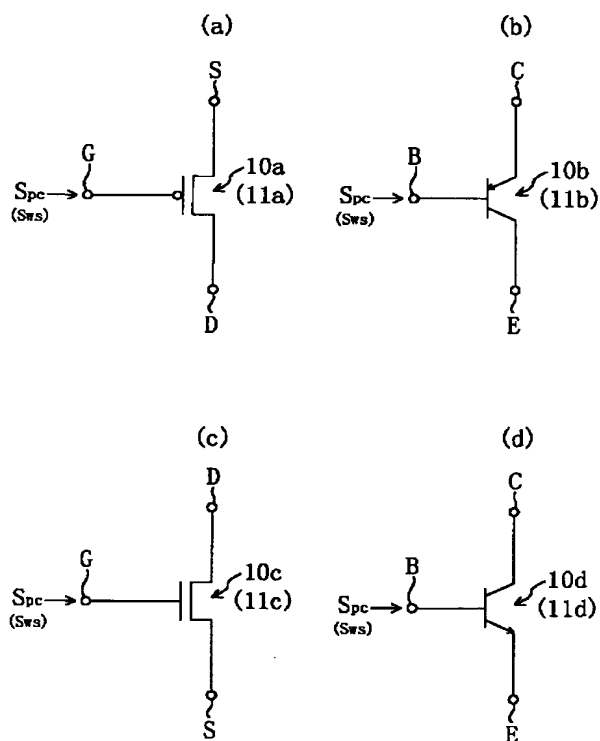 (a)
S
G
Spc
(Sws)
10a
(11a)
D
(b)
C
B
Spc
(Sws)
10b
(11b)
E
(c)
D
G
Spc
(Sws)
10c
(11c)
S
(d)
C
B
Spc
(Sws)
10d
(11d)
E